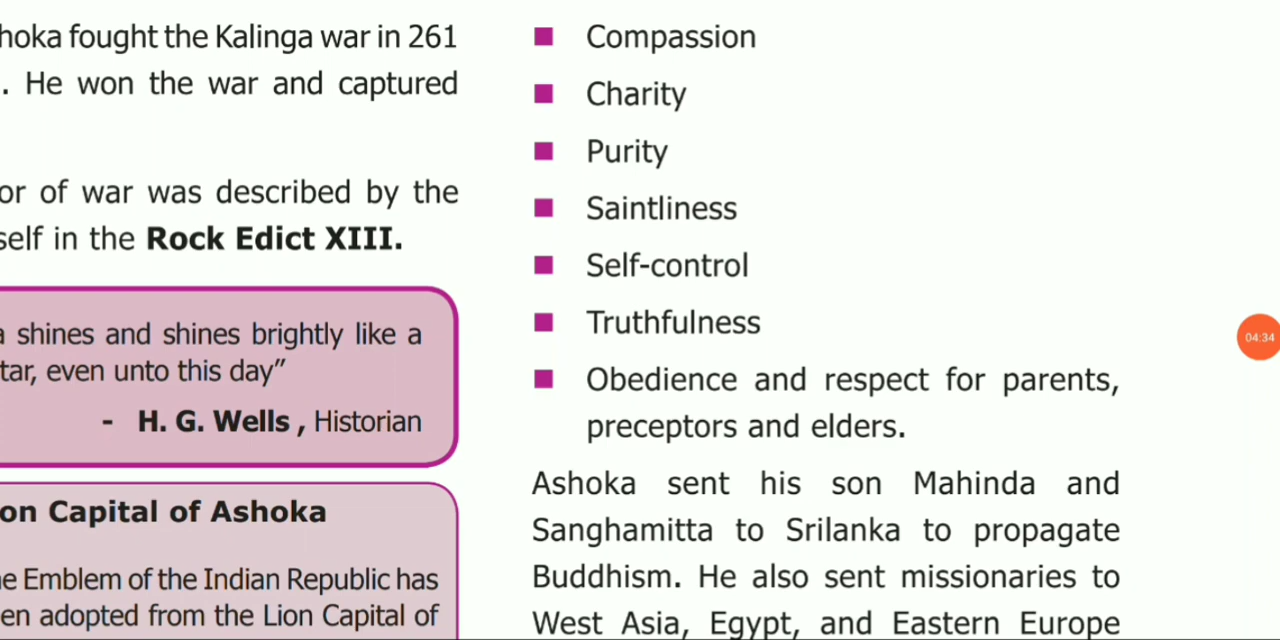 hoka fought the Kalinga war in 261
. He won the war and captured
or of war was described by the
self in the Rock Edict XIII.
a shines and shines brightly like a
tar, even unto this day”
- H. G. Wells , Historian
on Capital of Ashoka
e Emblem of the Indian Republic has
en adopted from the Lion Capital of
■ Compassion
■ Charity
■ Purity
■ Saintliness
■ Self-control
■ Truthfulness
■ Obedience and respect for parents,
preceptors and elders.
Ashoka sent his son Mahinda and
Sanghamitta to Srilanka to propagate
Buddhism. He also sent missionaries to
West Asia, Egypt, and Eastern Europe
04:34